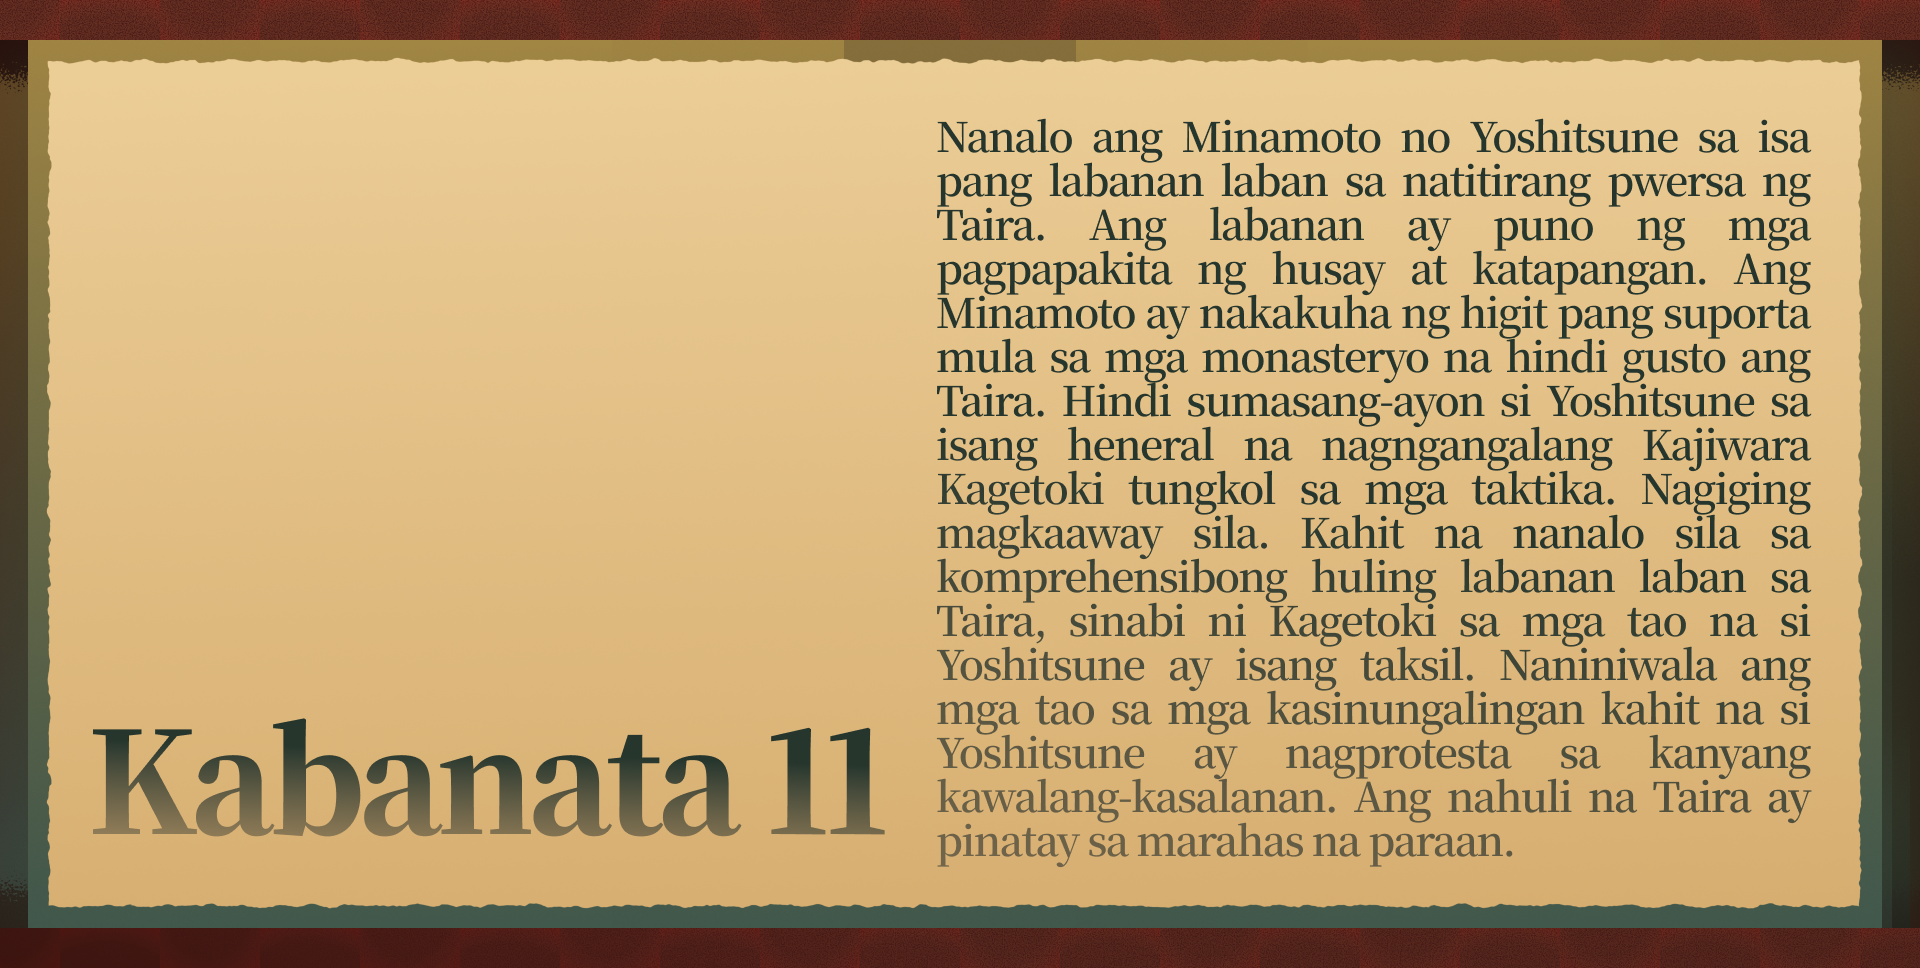 Kabanata 11
Nanalo ang Minamoto no Yoshitsune sa isa
pang labanan laban sa natitirang pwersa ng
Taira. Ang labanan ay puno ng mga
pagpapakita ng husay at katapangan. Ang
Minamoto ay nakakuha ng higit pang suporta
mula sa mga monasteryo na hindi gusto ang
Taira. Hindi sumasang-ayon si Yoshitsune sa
isang heneral na nagngangalang Kajiwara
Kagetoki tungkol sa mga taktika. Nagiging
magkaaway sila. Kahit na nanalo sila sa
komprehensibong huling labanan laban sa
Taira, sinabi ni Kagetoki sa mga tao na si
Yoshitsune ay isang taksil. Naniniwala ang
mga tao sa mga kasinungalingan kahit na si
Yoshitsune ay nagprotesta sa kanyang
kawalang-kasalanan. Ang nahuli na Taira ay
pinatay sa marahas na paraan.